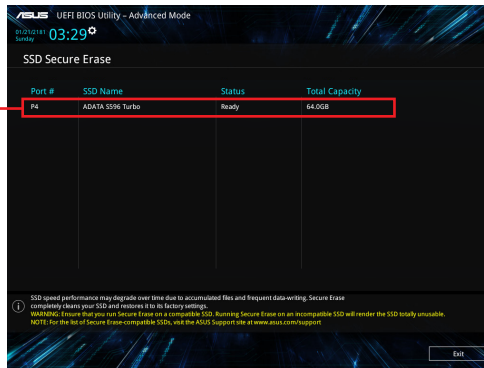 ASUS UEFI BIOS Utility – Advanced Mode
01/21/2181
Sunday
03:29
SSD Secure Erase
Port # SSD Name Status Total Capacity
P4 ADATA S596 Turbo Ready 64.0GB
SSD speed performance may degrade over time due to accumulated files and frequent data-writing. Secure Erase
completely cleans your SSD and restores it to its factory settings.
WARNING: Ensure that you run Secure Erase on a compatible SSD. Running Secure Erase on an incompatible SSD will render the SSD totally unusable.
NOTE: For the list of Secure Erase-compatible SSDs, visit the ASUS Support site at www.asus.com/support
Exit